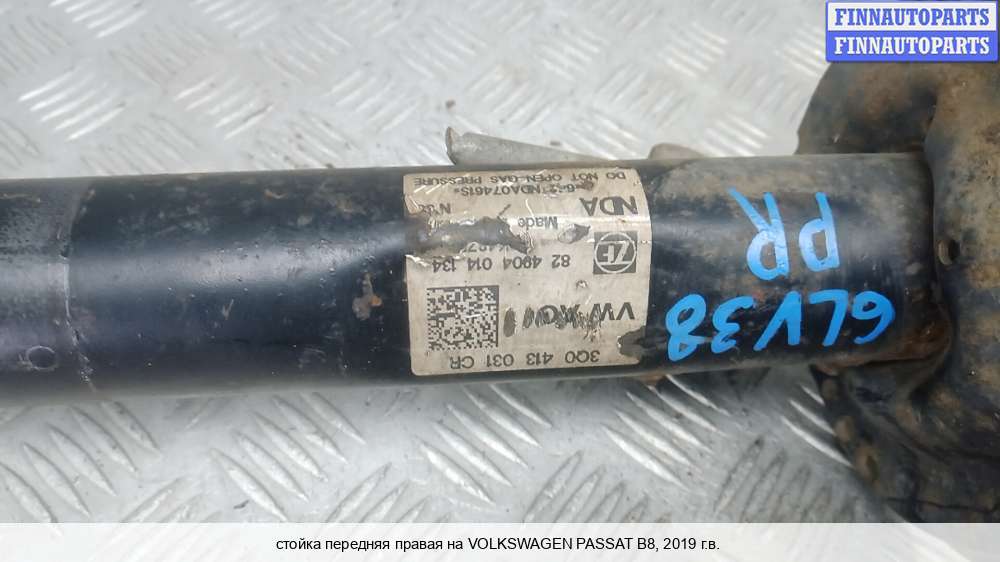 FINNAUTOPARTS
FINNAUTOPARTS
3Q0 413 031 CR
VW
82 4904 014 134
ZF
Made
NDA
DO NOT OPEN-GAS PRESSURE
6LV38
PR
стойка передняя правая на VOLKSWAGEN PASSAT B8, 2019 г.в.